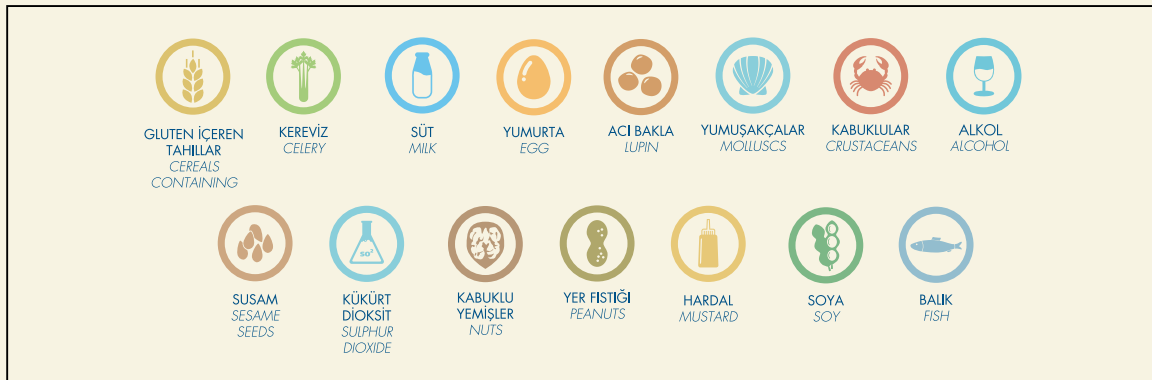 GLUTEN İÇEREN
TAHILLAR
CEREALS
CONTAINING
KEREVİZ
CELERY
SÜT
MILK
YUMURTA
EGG
ACI BAKLA
LUPIN
YUMUŞAKÇALAR
MOLLUSCS
KABUKLULAR
CRUSTACEANS
ALKOL
ALCOHOL
SUSAM
SESAME
SEEDS
so²
KÜKÜRT
DİOKSİT
SULPHUR
DIOXIDE
KABUKLU
YEMİŞLER
NUTS
YER FISTIĞI
PEANUTS
HARDAL
MUSTARD
SOYA
SOY
BALIK
FISH